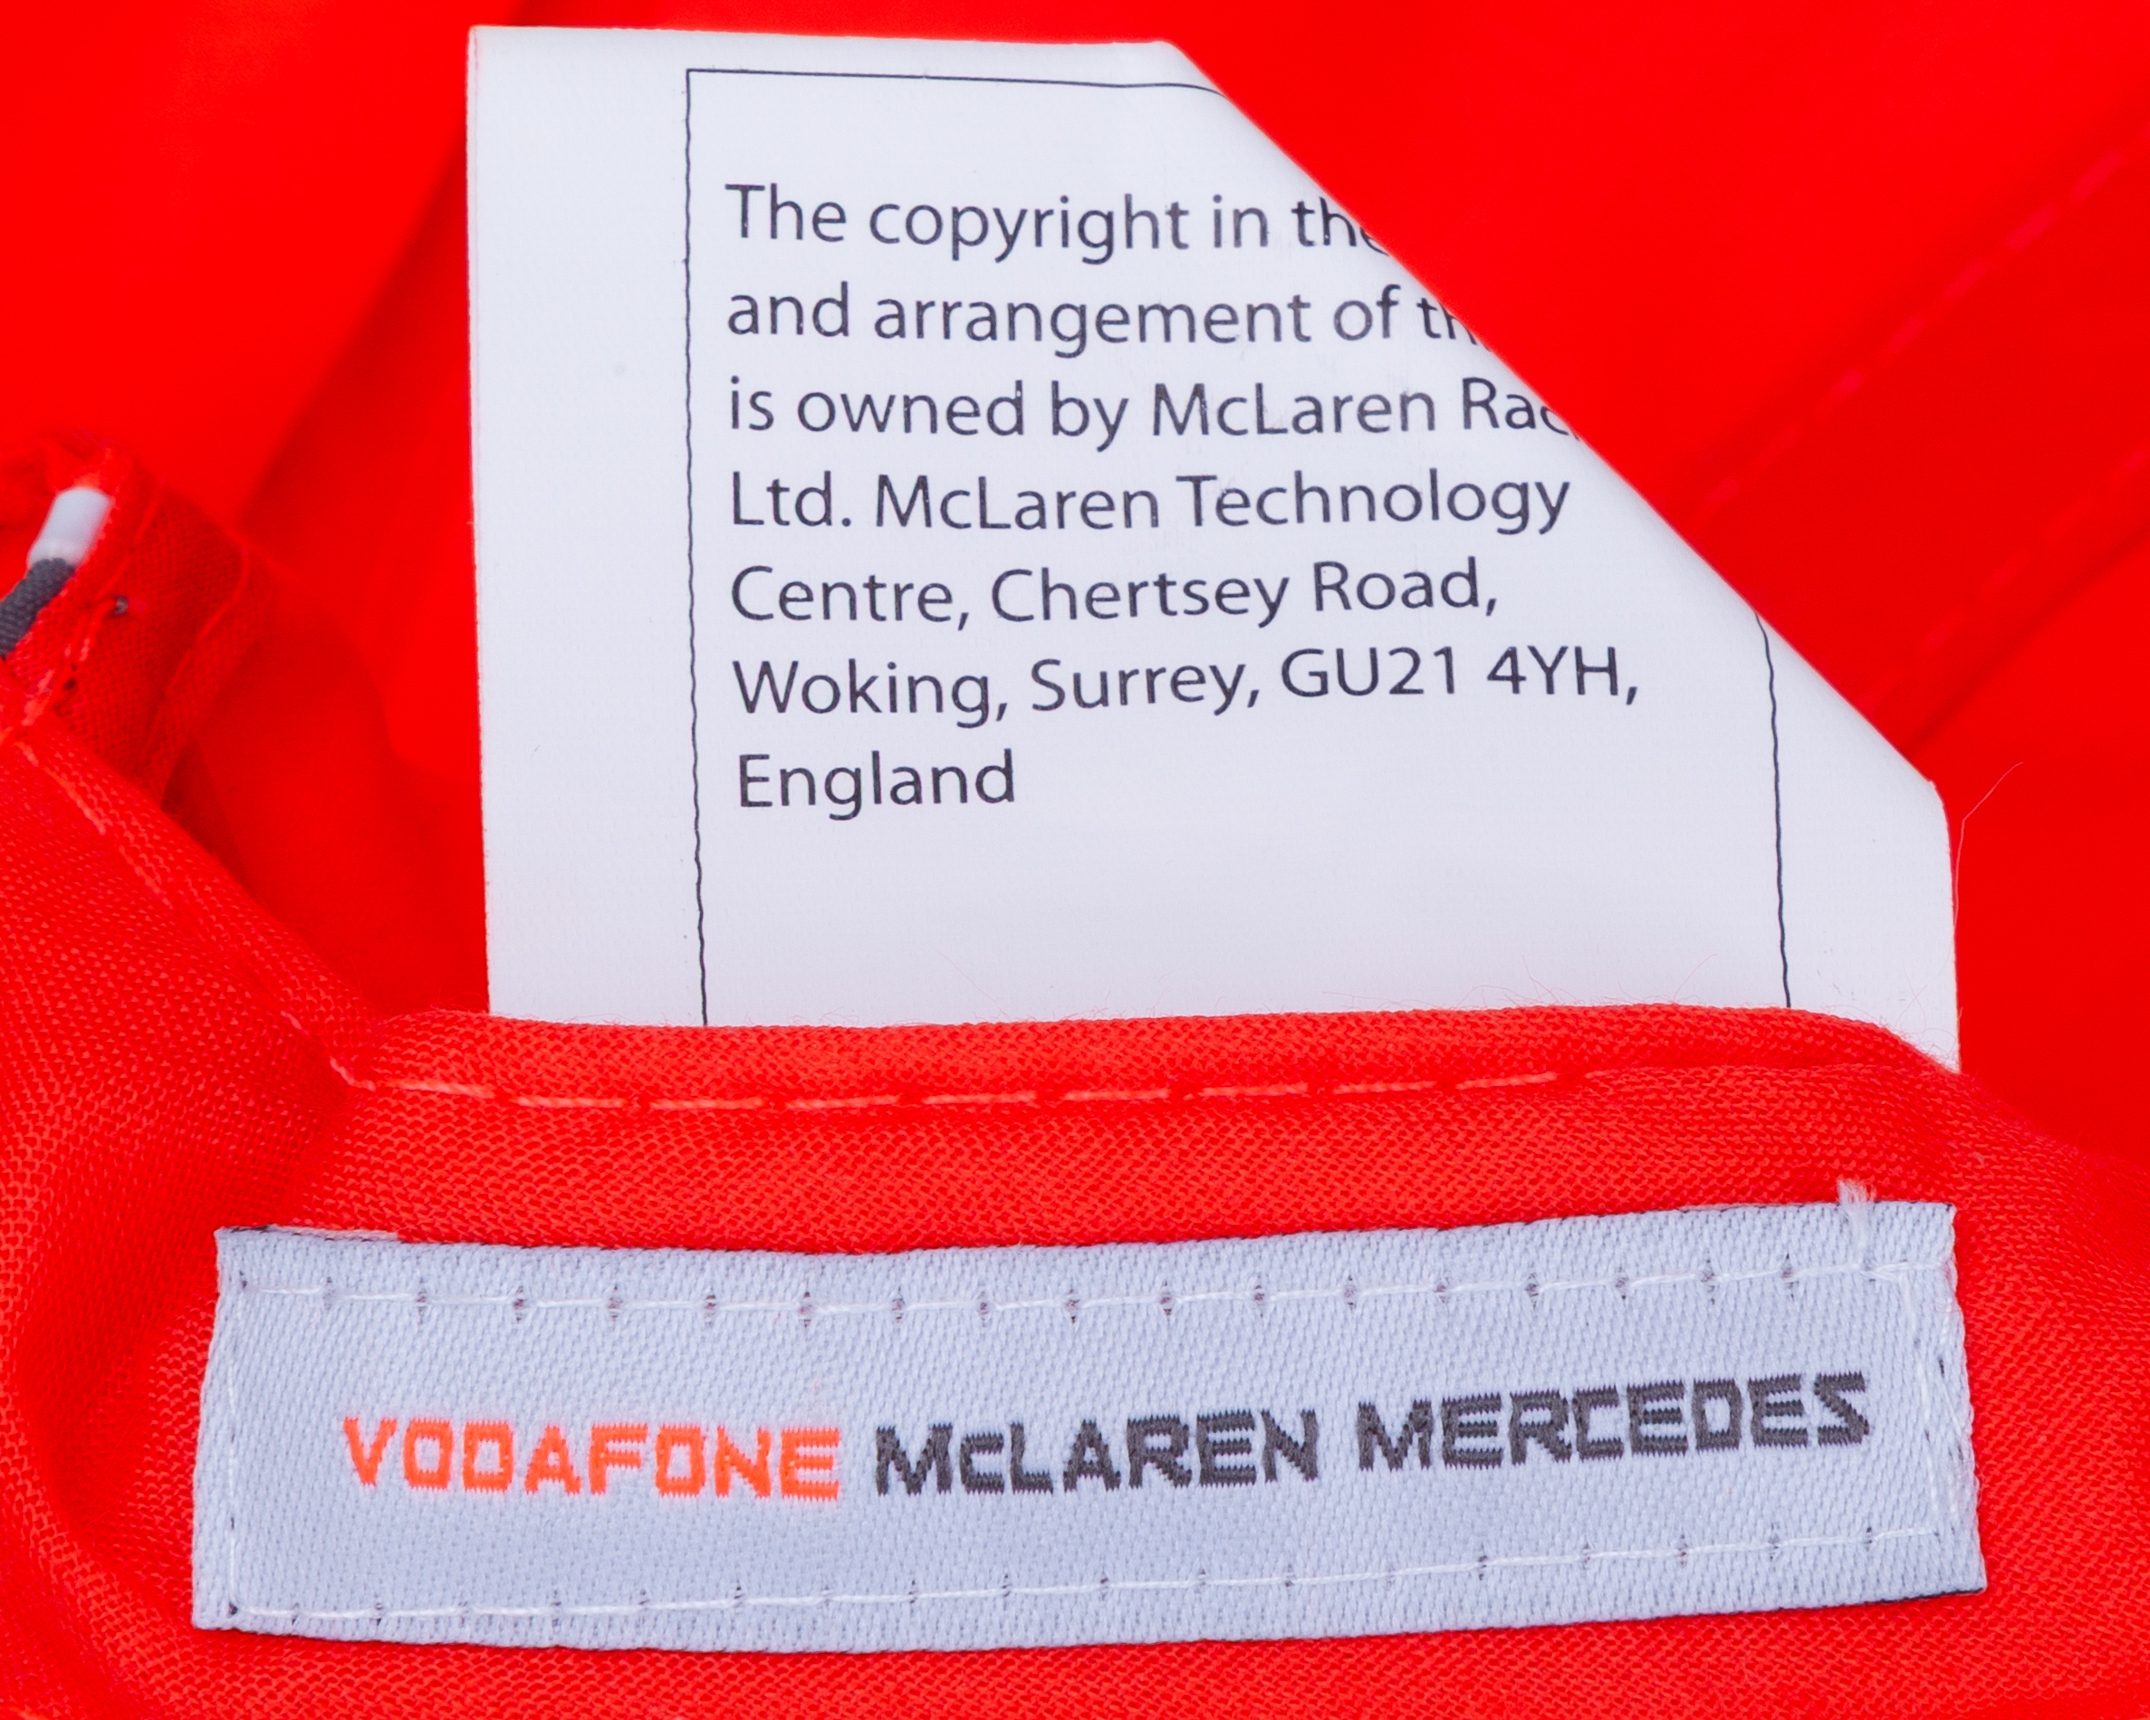 The copyright in the
and arrangement of
is owned by McLaren
Ltd. McLaren Technology
Centre, Chertsey Road,
Woking, Surrey, GU21 4YH,
England
VODAFONE McLAREN MERCEDES